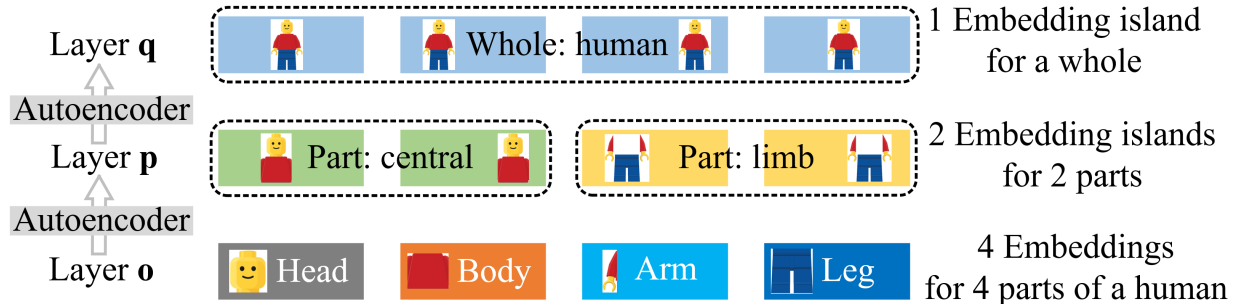 Layer q
Whole: human
1 Embedding island
for a whole
Autoencoder
Layer p
Part: central
Part: limb
2 Embedding islands
for 2 parts
Autoencoder
Layer o
Head
Body
Arm
Leg
4 Embeddings
for 4 parts of a human